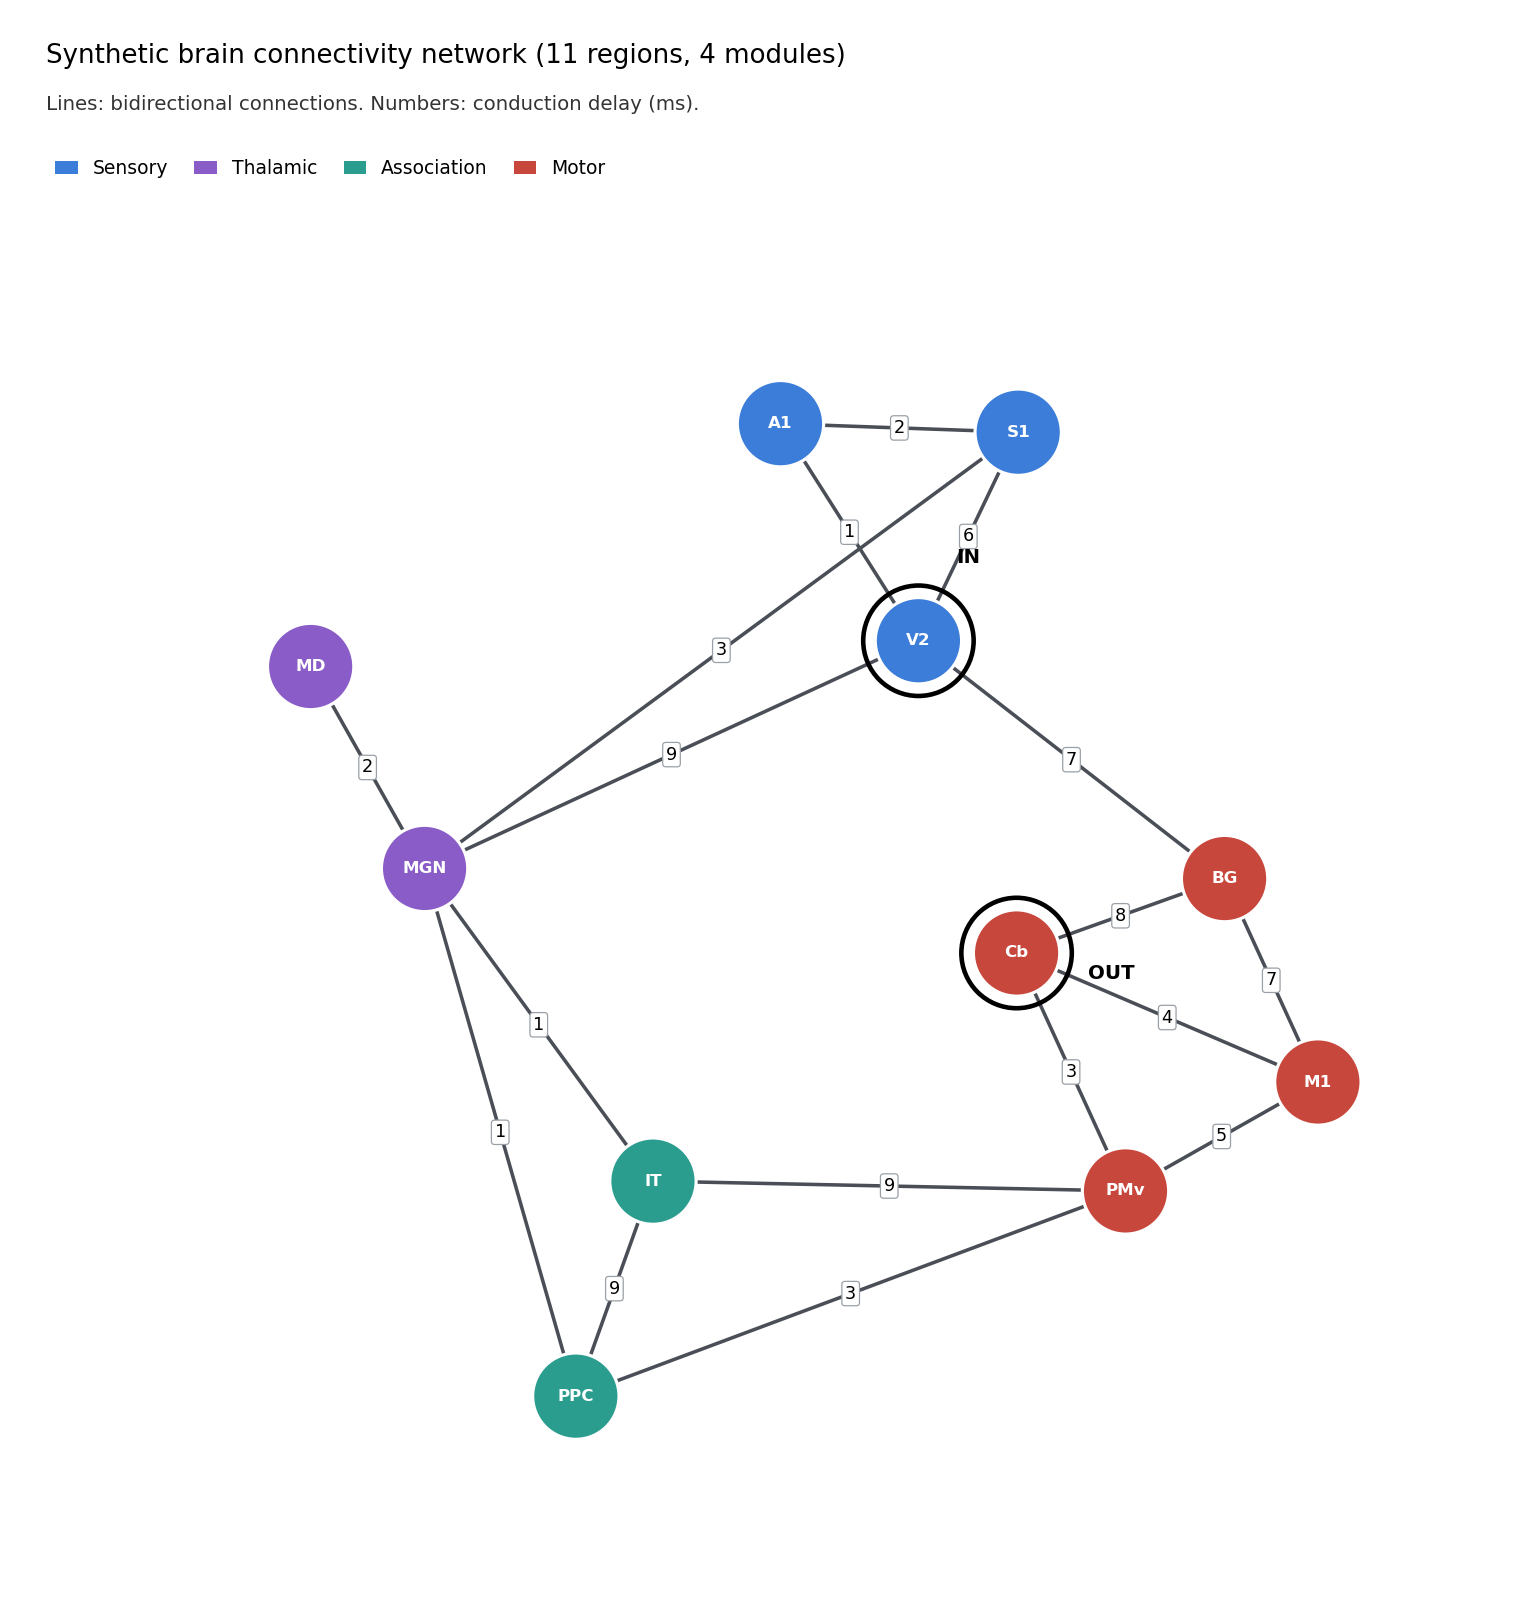 Synthetic brain connectivity network (11 regions, 4 modules)
Lines: bidirectional connections. Numbers: conduction delay (ms).
Sensory Thalamic Association Motor
A1 2 S1
1 6
IN
V2
3
MD
9 7
2
MGN BG
8
Cb
OUT 7
1 4
3 M1
1 5
IT 9 PMv
9 3
PPC